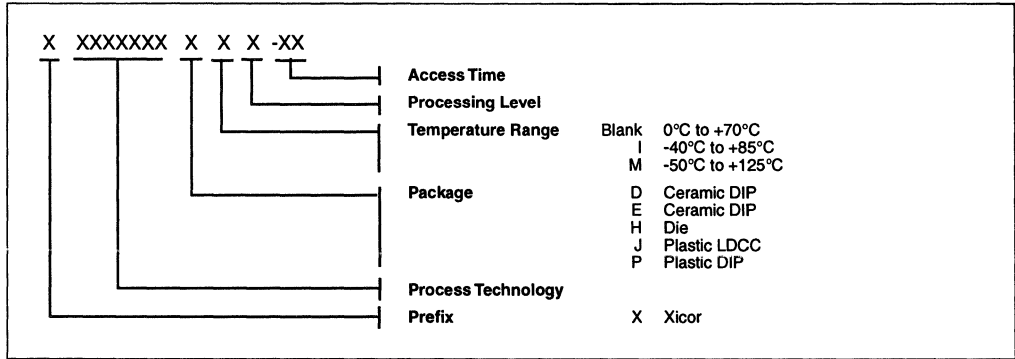 X XXXXXXX X X X -XX
Access Time
Processing Level
Temperature Range Blank 0°C to +70°C
I -40°C to +85°C
M -50°C to +125°C
Package D Ceramic DIP
E Ceramic DIP
H Die
J Plastic LDCC
P Plastic DIP
Process Technology
Prefix X Xicor